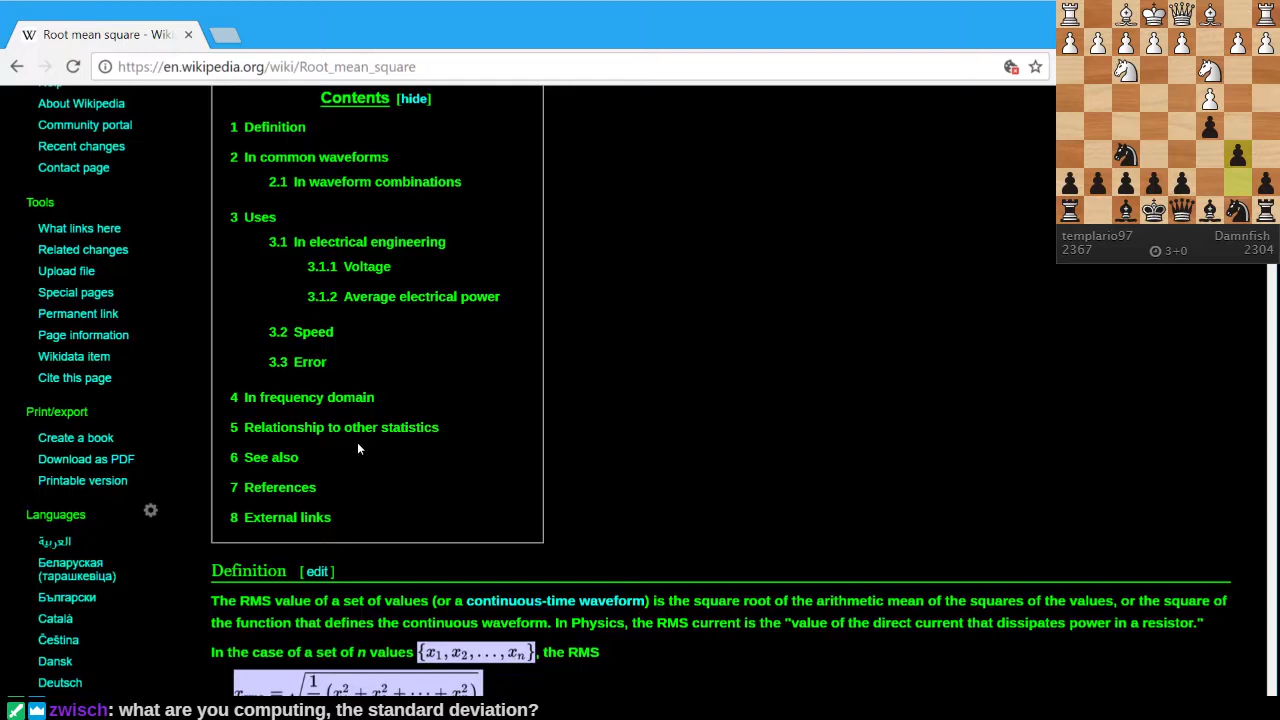 Root mean square - Wiki
https://en.wikipedia.org/wiki/Root_mean_square
About Wikipedia
Community portal
Recent changes
Contact page
Tools
What links here
Related changes
Upload file
Special pages
Permanent link
Page information
Wikidata item
Cite this page
Print/export
Create a book
Download as PDF
Printable version
Languages
العربية
Беларуская
(тарашкевіца)
Български
Català
Čeština
Dansk
Deutsch
Contents [hide]
1 Definition
2 In common waveforms
2.1 In waveform combinations
3 Uses
3.1 In electrical engineering
3.1.1 Voltage
3.1.2 Average electrical power
3.2 Speed
3.3 Error
4 In frequency domain
5 Relationship to other statistics
6 See also
7 References
8 External links
Definition [ edit ]
The RMS value of a set of values (or a continuous-time waveform) is the square root of the arithmetic mean of the squares of the values, or the square of
the function that defines the continuous waveform. In Physics, the RMS current is the "value of the direct current that dissipates power in a resistor."
In the case of a set of n values {x₁, x₂, . . . , xₙ}, the RMS
templario97 Damnfish
2367 3+0 2304
zwisch: what are you computing, the standard deviation?